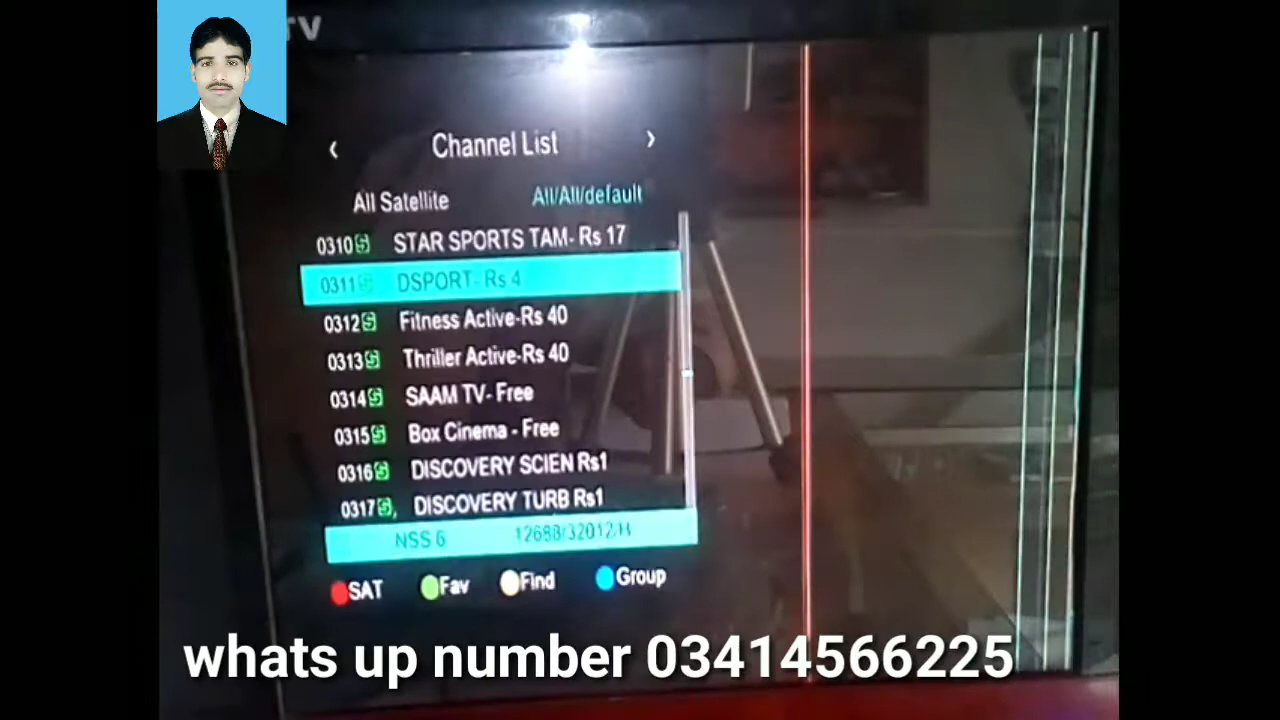 TV
‹ Channel List ›
All Satellite All/All/default
0310 S STAR SPORTS TAM- Rs 17
0311 S DSPORT- Rs 4
0312 S Fitness Active-Rs 40
0313 S Thriller Active-Rs 40
0314 S SAAM TV- Free
0315 S Box Cinema - Free
0316 S DISCOVERY SCIEN Rs1
0317 S, DISCOVERY TURB Rs1
NSS 6 12688/32012/H
SAT Fav Find Group
whats up number 03414566225